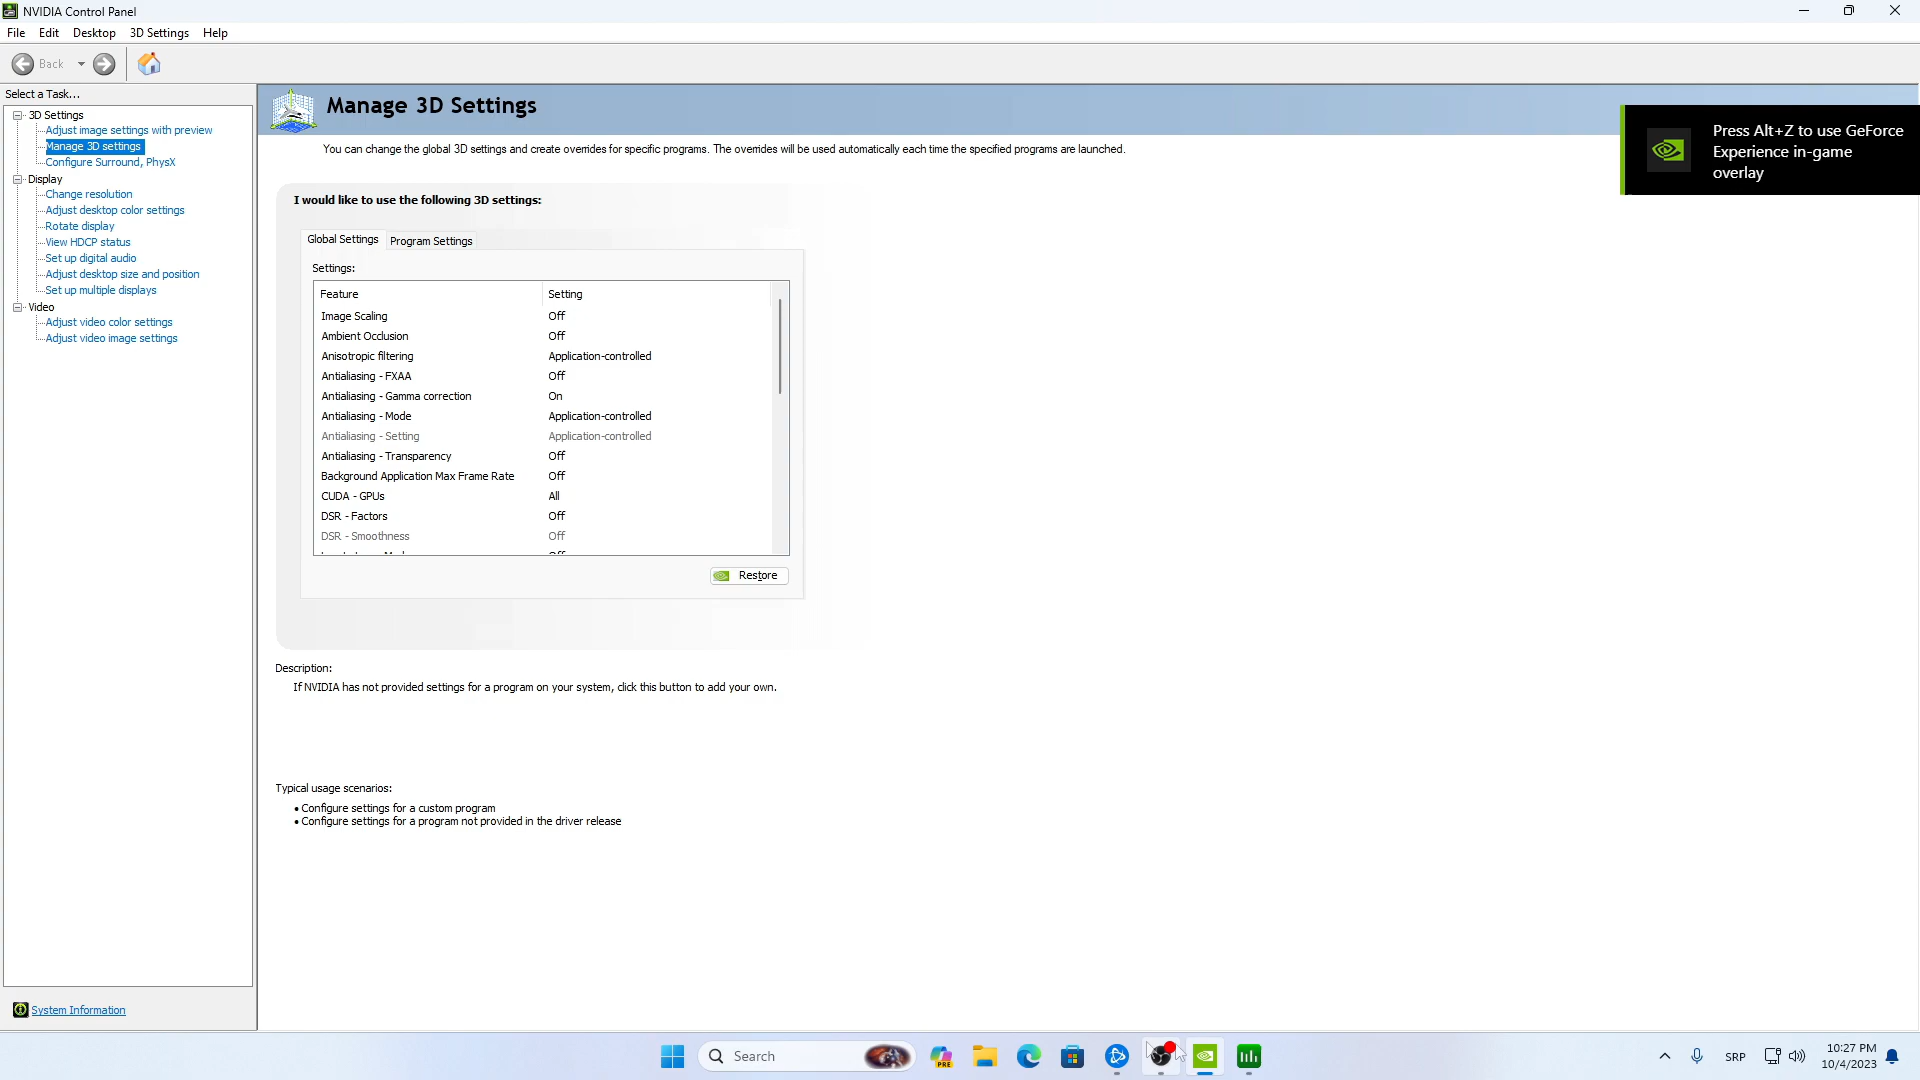 NVIDIA Control Panel
File Edit Desktop 3D Settings Help
Back
Select a Task...
3D Settings
Adjust image settings with preview
Manage 3D settings
Configure Surround, PhysX
Display
Change resolution
Adjust desktop color settings
Rotate display
View HDCP status
Set up digital audio
Adjust desktop size and position
Set up multiple displays
Video
Adjust video color settings
Adjust video image settings
System Information
Manage 3D Settings
You can change the global 3D settings and create overrides for specific programs. The overrides will be used automatically each time the specified programs are launched.
Press Alt+Z to use GeForce
Experience in-game
overlay
I would like to use the following 3D settings:
Global Settings Program Settings
Settings:
Feature Setting
Image Scaling Off
Ambient Occlusion Off
Anisotropic filtering Application-controlled
Antialiasing - FXAA Off
Antialiasing - Gamma correction On
Antialiasing - Mode Application-controlled
Antialiasing - Setting Application-controlled
Antialiasing - Transparency Off
Background Application Max Frame Rate Off
CUDA - GPUs All
DSR - Factors Off
DSR - Smoothness Off
Restore
Description:
If NVIDIA has not provided settings for a program on your system, click this button to add your own.
Typical usage scenarios:
• Configure settings for a custom program
• Configure settings for a program not provided in the driver release
Search
PRE
SRP
10:27 PM
10/4/2023